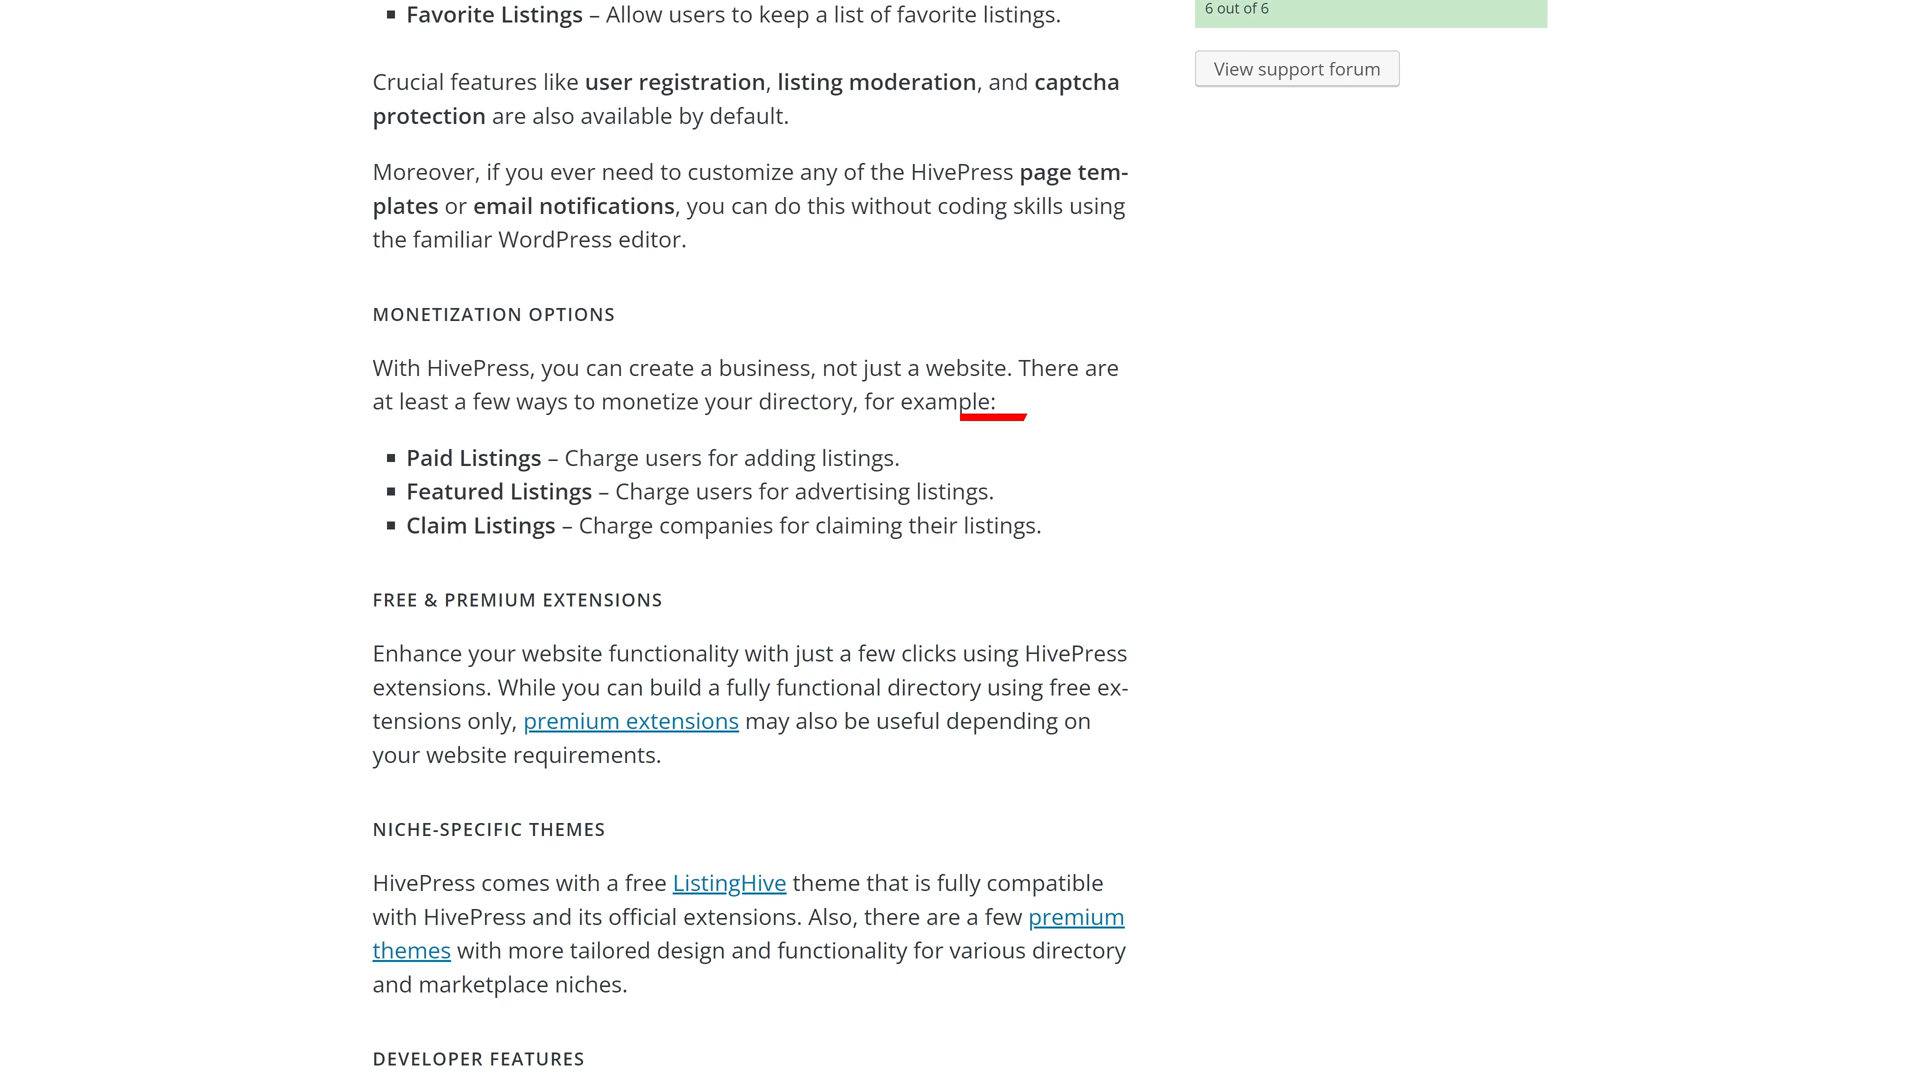 Favorite Listings – Allow users to keep a list of favorite listings.
6 out of 6
View support forum
Crucial features like user registration, listing moderation, and captcha
protection are also available by default.
Moreover, if you ever need to customize any of the HivePress page tem-
plates or email notifications, you can do this without coding skills using
the familiar WordPress editor.
MONETIZATION OPTIONS
With HivePress, you can create a business, not just a website. There are
at least a few ways to monetize your directory, for example:
Paid Listings – Charge users for adding listings.
Featured Listings – Charge users for advertising listings.
Claim Listings – Charge companies for claiming their listings.
FREE & PREMIUM EXTENSIONS
Enhance your website functionality with just a few clicks using HivePress
extensions. While you can build a fully functional directory using free ex-
tensions only, premium extensions may also be useful depending on
your website requirements.
NICHE-SPECIFIC THEMES
HivePress comes with a free ListingHive theme that is fully compatible
with HivePress and its official extensions. Also, there are a few premium
themes with more tailored design and functionality for various directory
and marketplace niches.
DEVELOPER FEATURES